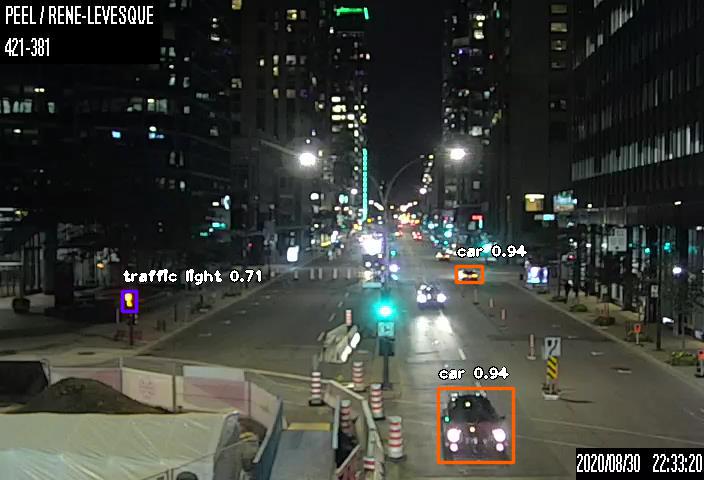 PEEL / RENE-LEVESQUE
421-381
car 0.94
traffic light 0.71
car 0.94
2020/08/30 22:33:20